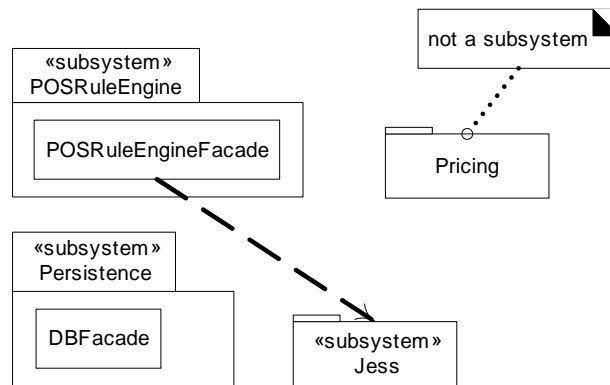 «subsystem»
POSRuleEngine
POSRuleEngineFacade
not a subsystem
Pricing
«subsystem»
Persistence
DBFacade
«subsystem»
Jess